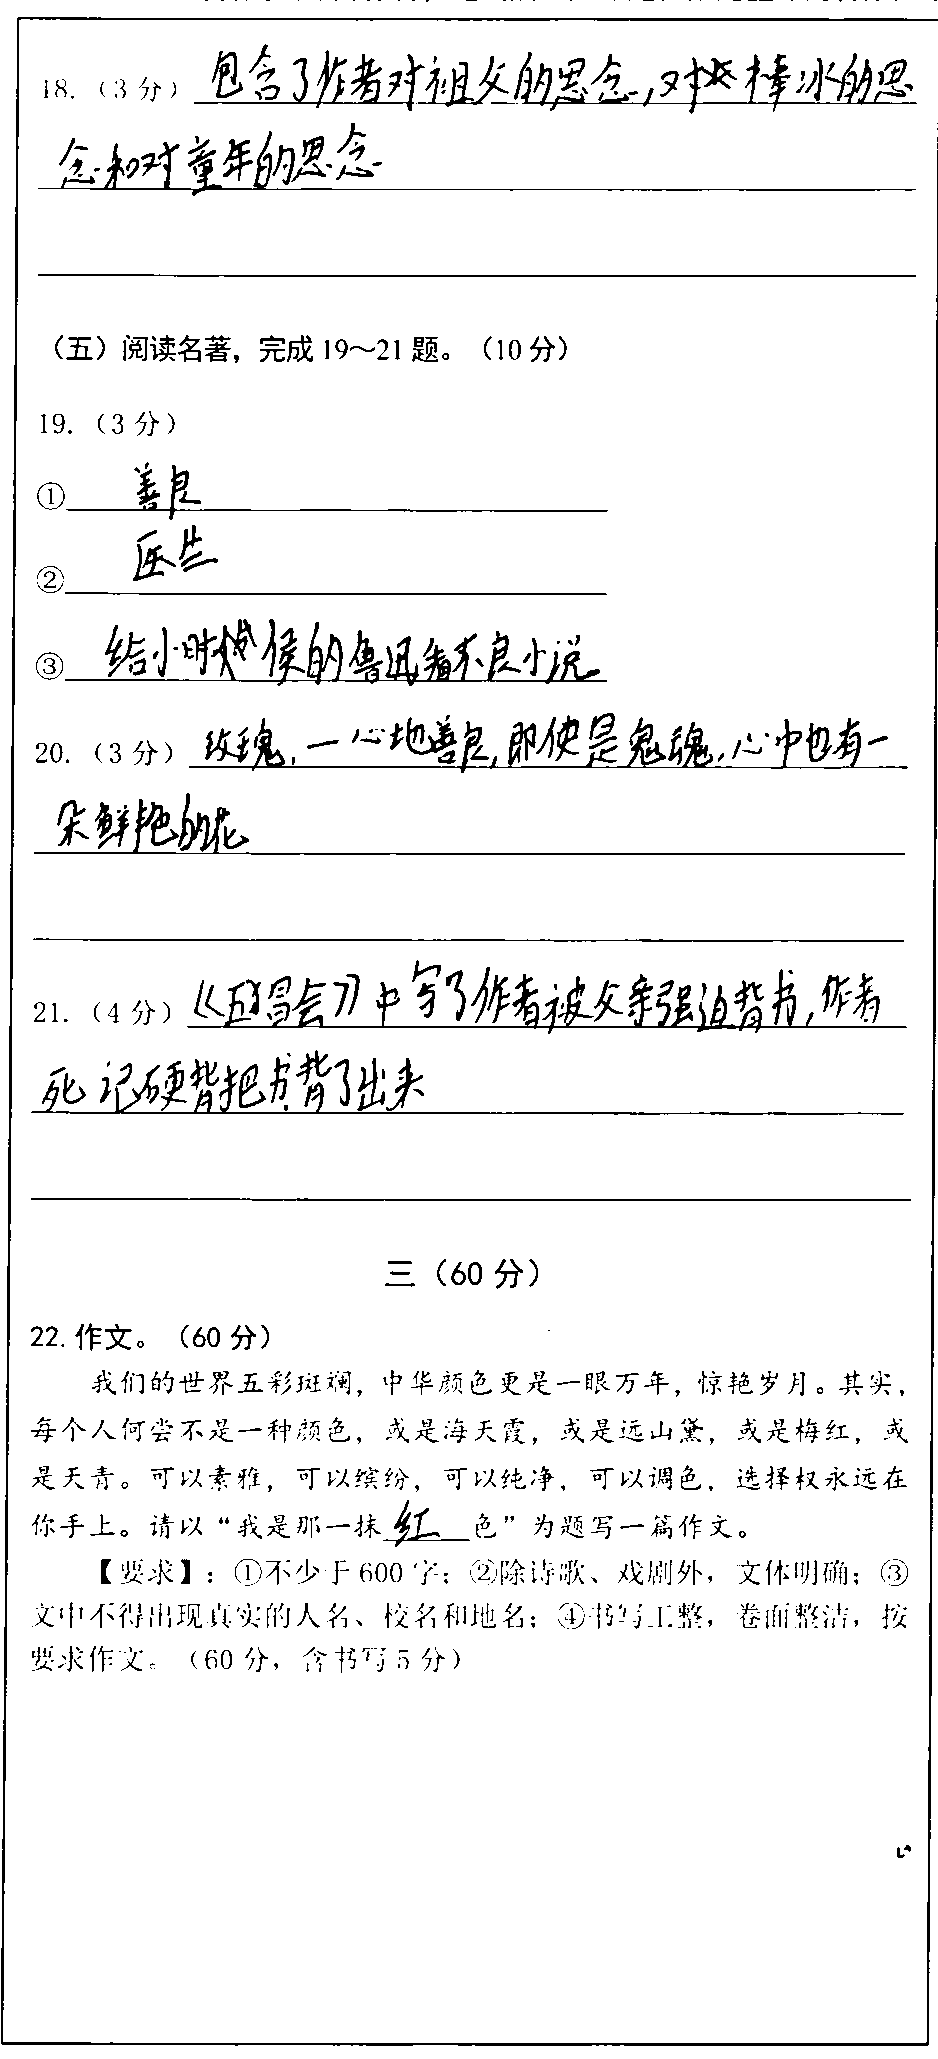 18.（3分）包含了作者对祖父的思念,对棒冰的思
念和对童年的思念
（五）阅读名著，完成19～21题。（10分）
19.（3分）
① 善良
② 医生
③ 给小时候的鲁迅看不良小说
20.（3分）玫瑰,一心地善良,即使是鬼魂,心中也有一
朵鲜艳的花
21.（4分）《五猖会》中写了作者被父亲强迫背书,作者
死记硬背把书背了出来
三（60分）
22.作文。（60分）
我们的世界五彩斑斓，中华颜色更是一眼万年，惊艳岁月。其实，
每个人何尝不是一种颜色，或是海天霞，或是远山黛，或是梅红，或
是天青。可以素雅，可以缤纷，可以纯净，可以调色，选择权永远在
你手上。请以“我是那一抹红色”为题写一篇作文。
【要求】：①不少于600字；②除诗歌、戏剧外，文体明确；③
文中不得出现真实的人名、校名和地名；④书写工整，卷面整洁，按
要求作文。（60分，含书写5分）